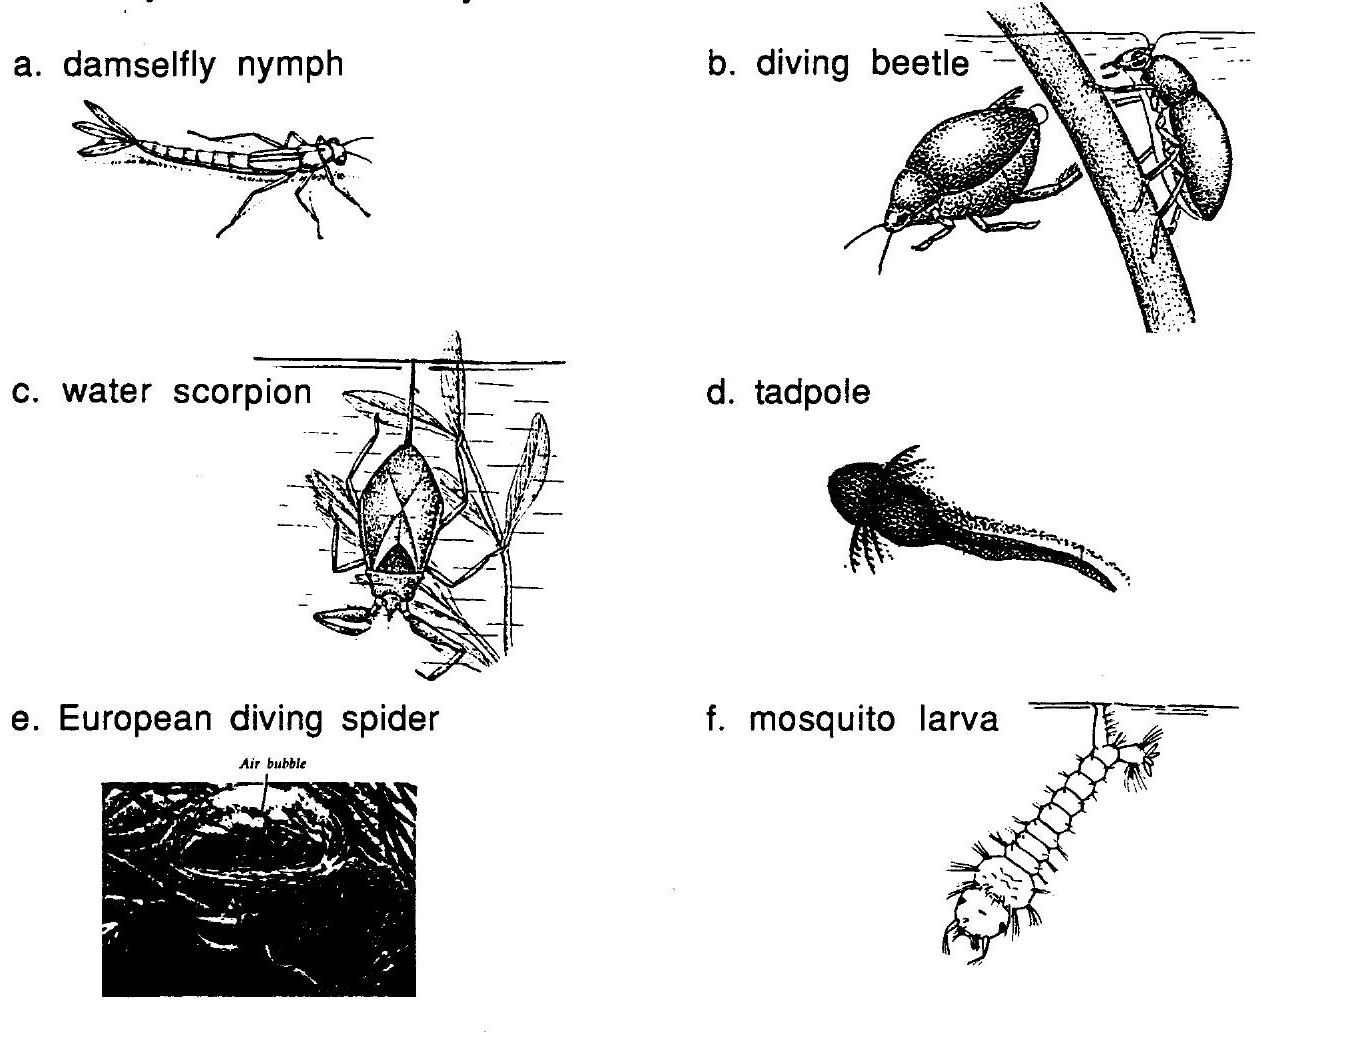 a. damselfly nymph
b. diving beetle
c. water scorpion
d. tadpole
e. European diving spider
Air bubble
f. mosquito larva